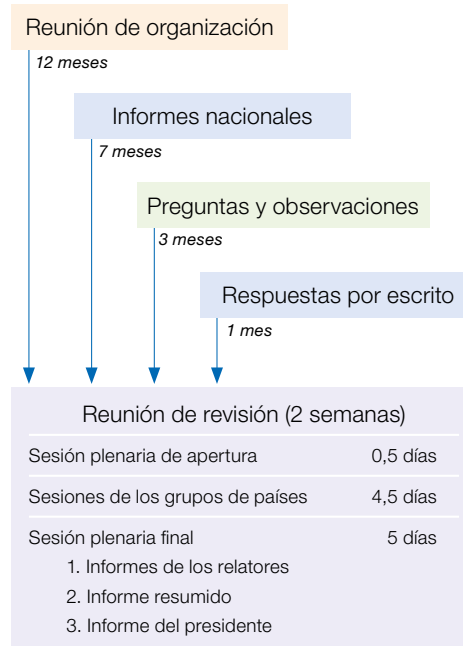 Reunión de organización
12 meses
Informes nacionales
7 meses
Preguntas y observaciones
3 meses
Respuestas por escrito
1 mes
Reunión de revisión (2 semanas)
Sesión plenaria de apertura 0,5 días
Sesiones de los grupos de países 4,5 días
Sesión plenaria final 5 días
1. Informes de los relatores
2. Informe resumido
3. Informe del presidente